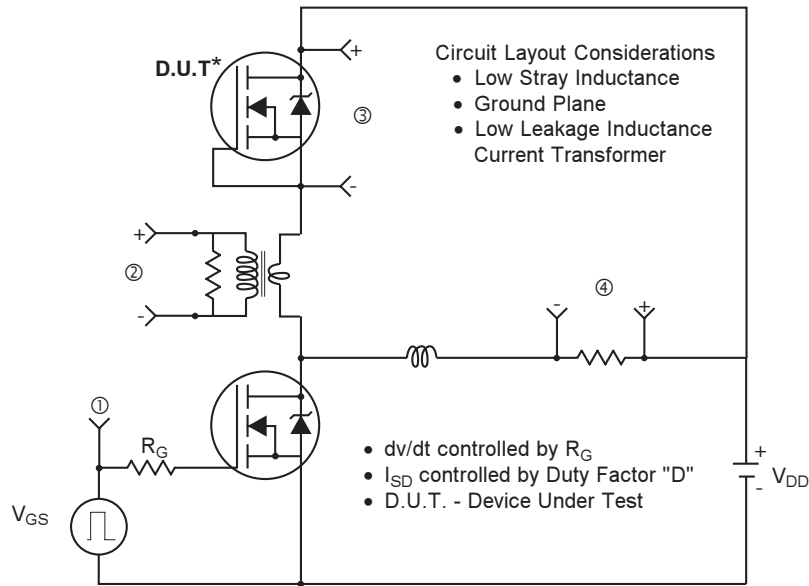 D.U.T*
+
Circuit Layout Considerations
• Low Stray Inductance
• Ground Plane
• Low Leakage Inductance
Current Transformer
③
-
+
②
-
④
-
+
①
R_G
V_GS
• dv/dt controlled by R_G
• I_SD controlled by Duty Factor "D"
• D.U.T. - Device Under Test
+
-
V_DD